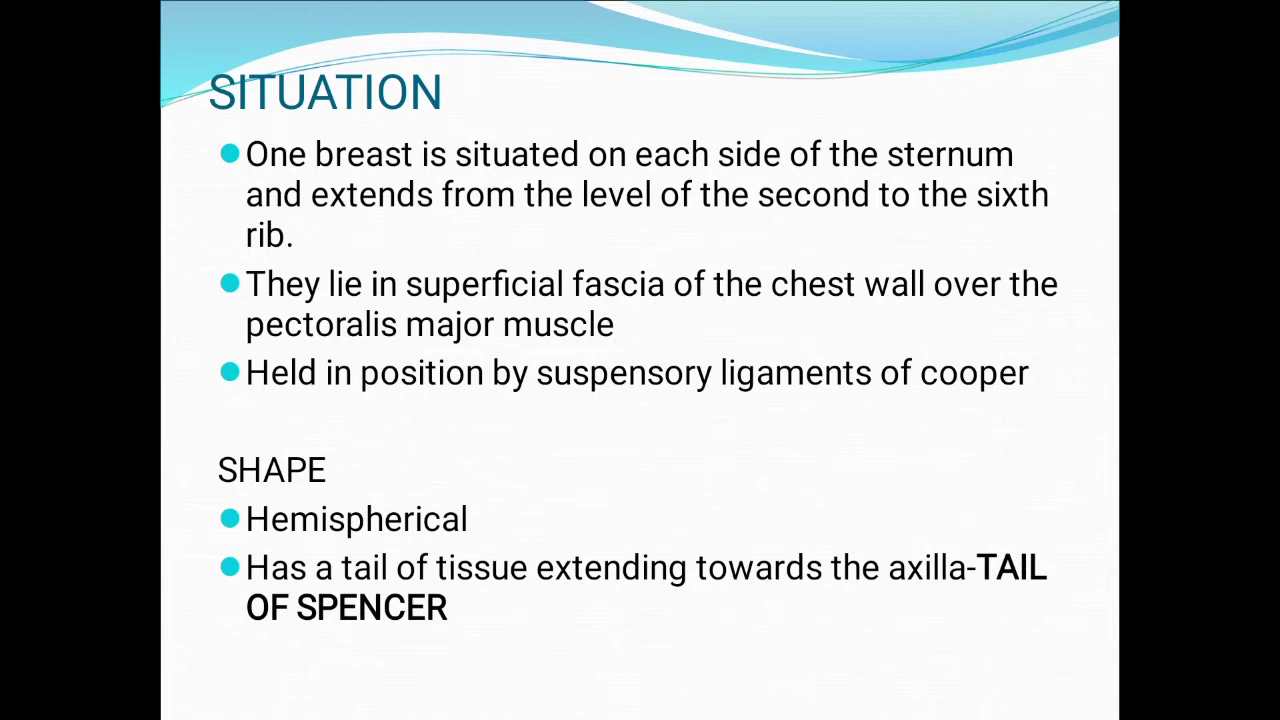 SITUATION
One breast is situated on each side of the sternum
and extends from the level of the second to the sixth
rib.
They lie in superficial fascia of the chest wall over the
pectoralis major muscle
Held in position by suspensory ligaments of cooper
SHAPE
Hemispherical
Has a tail of tissue extending towards the axilla-TAIL
OF SPENCER